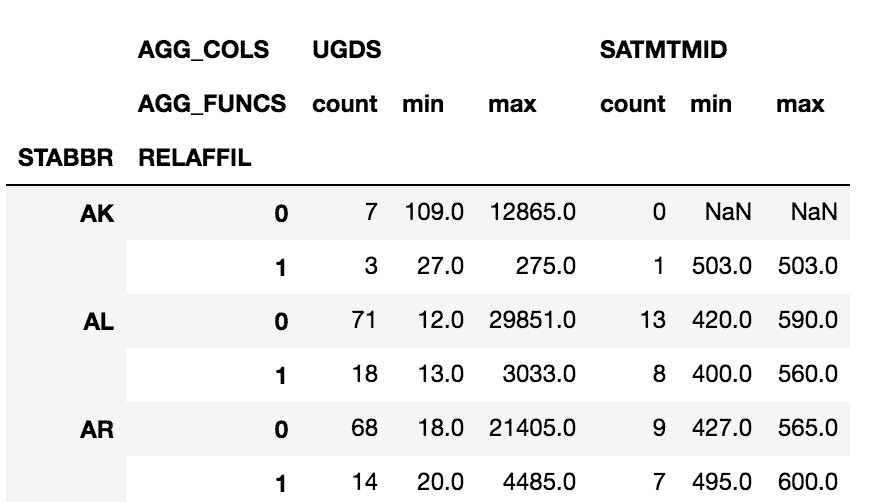 AGG_COLS UGDS SATMTMID
AGG_FUNCS count min max count min max
STABBR RELAFFIL
AK 0 7 109.0 12865.0 0 NaN NaN
1 3 27.0 275.0 1 503.0 503.0
AL 0 71 12.0 29851.0 13 420.0 590.0
1 18 13.0 3033.0 8 400.0 560.0
AR 0 68 18.0 21405.0 9 427.0 565.0
1 14 20.0 4485.0 7 495.0 600.0